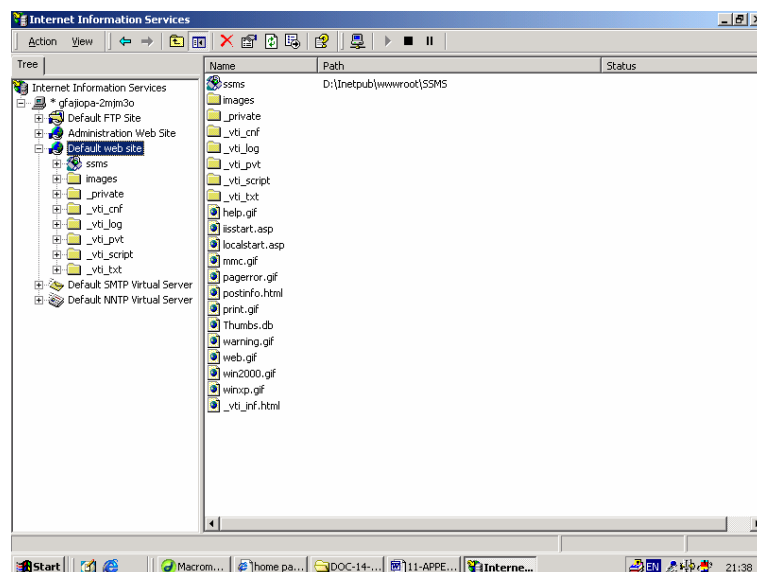 Internet Information Services
Action View
Tree
Name Path Status
Internet Information Services
* gfajiopa-2mjm3o
Default FTP Site
Administration Web Site
Default web site
ssms
images
_private
_vti_cnf
_vti_log
_vti_pvt
_vti_script
_vti_txt
Default SMTP Virtual Server
Default NNTP Virtual Server
ssms D:\Inetpub\wwwroot\SSMS
images
_private
_vti_cnf
_vti_log
_vti_pvt
_vti_script
_vti_txt
help.gif
iisstart.asp
localstart.asp
mmc.gif
pagerror.gif
postinfo.html
print.gif
Thumbs.db
warning.gif
web.gif
win2000.gif
winxp.gif
_vti_inf.html
Start Macrom... home pa... DOC-14-... 11-APPE... Interne... EN 21:38